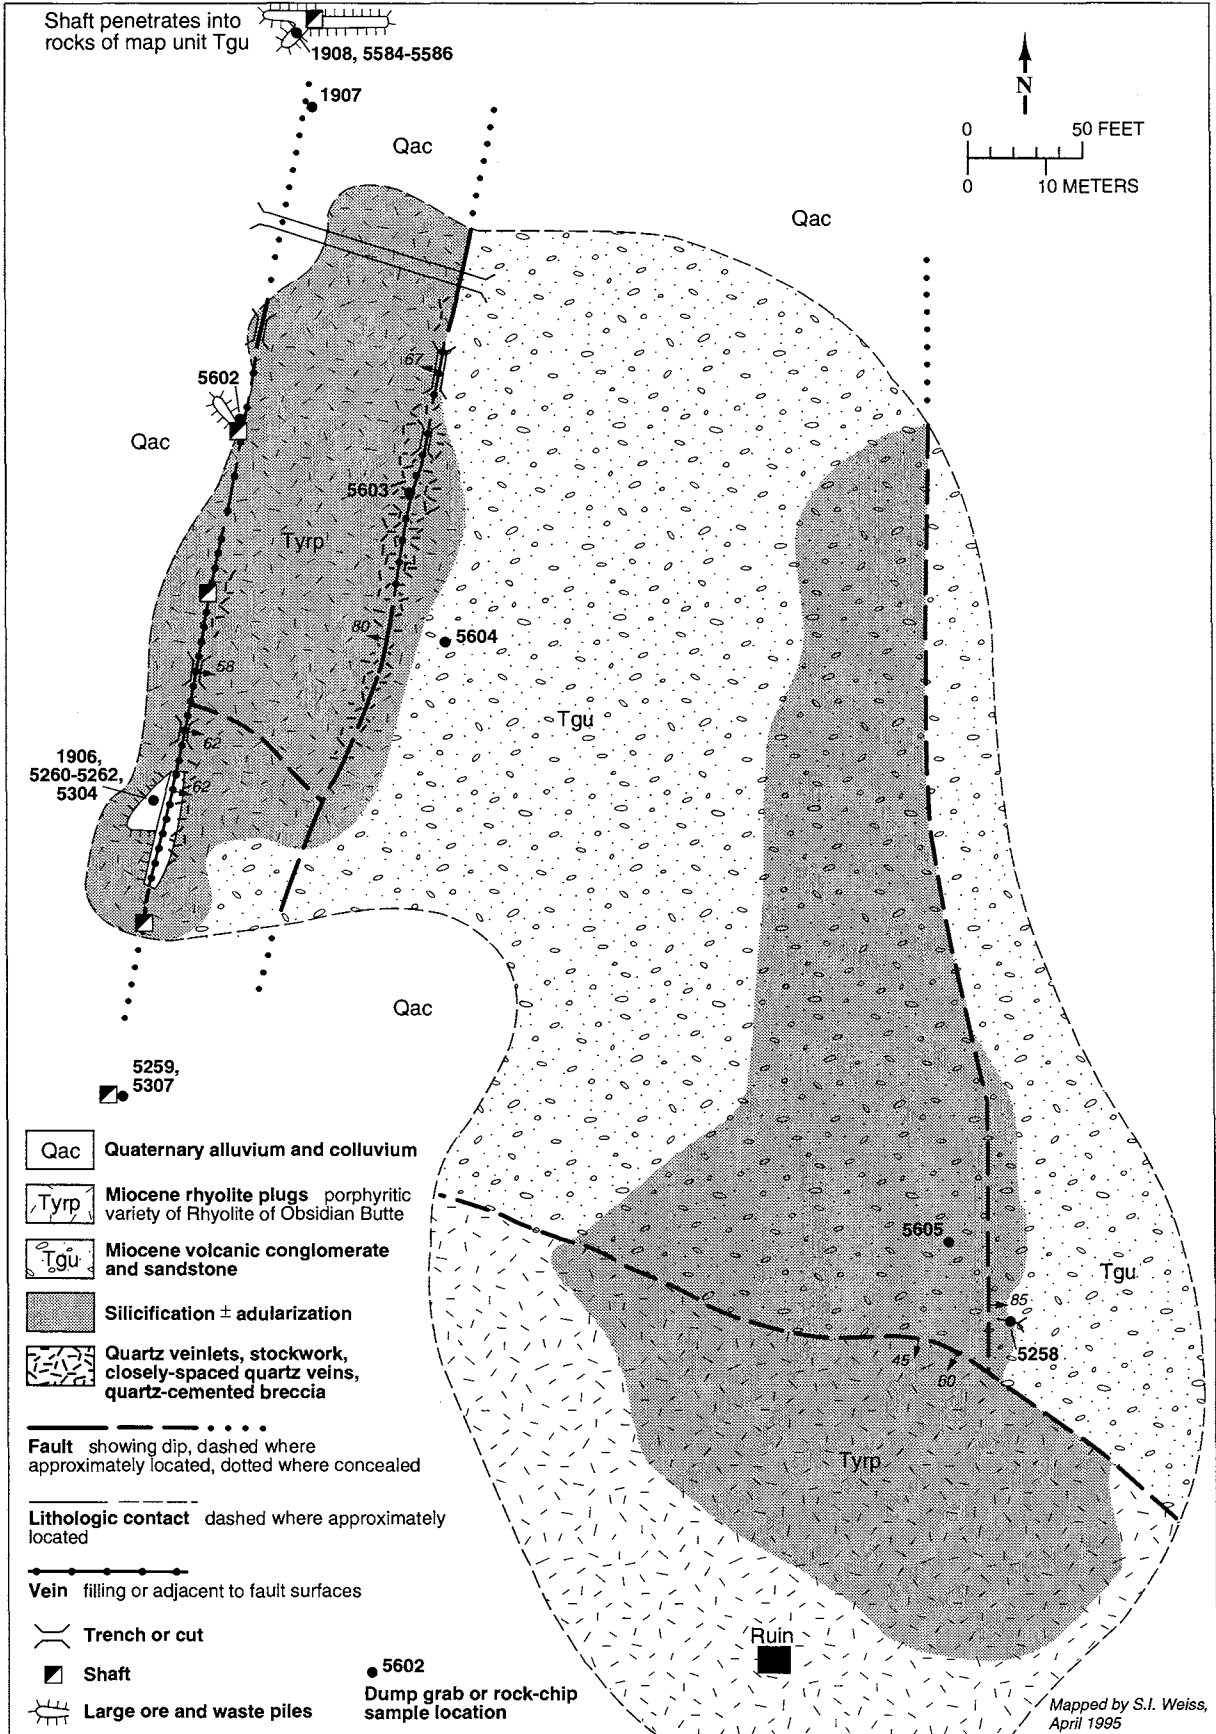 Shaft penetrates into
rocks of map unit Tgu
1908, 5584-5586
1907
N
0 50 FEET
0 10 METERS
Qac
Qac
67
5602
Qac
5603
Tyrp
80
5604
58
Tgu
62
1906,
5260-5262,
5304
62
Qac
5259,
5307
5605
Tgu
85
5258
45
60
Tyrp
Ruin
Qac Quaternary alluvium and colluvium
Tyrp Miocene rhyolite plugs porphyritic
variety of Rhyolite of Obsidian Butte
Tgu Miocene volcanic conglomerate
and sandstone
Silicification ± adularization
Quartz veinlets, stockwork,
closely-spaced quartz veins,
quartz-cemented breccia
Fault showing dip, dashed where
approximately located, dotted where concealed
Lithologic contact dashed where approximately
located
Vein filling or adjacent to fault surfaces
Trench or cut
Shaft
Large ore and waste piles
5602
Dump grab or rock-chip
sample location
Mapped by S.I. Weiss,
April 1995